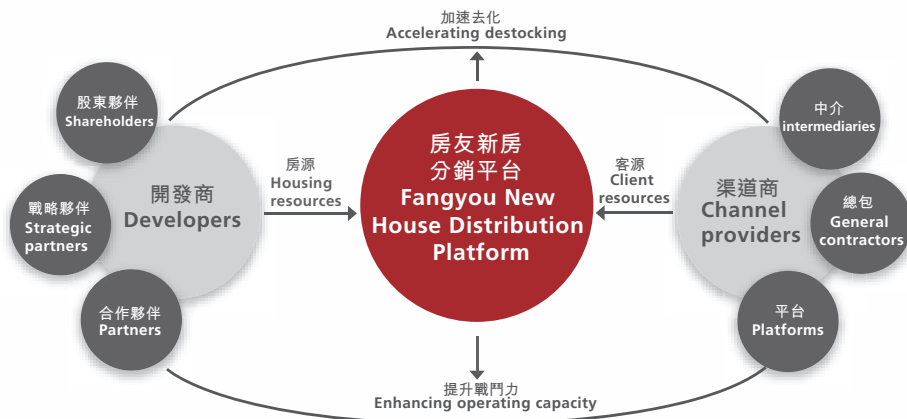 加速去化
Accelerating destocking
股東夥伴
Shareholders
戰略夥伴
Strategic
partners
合作夥伴
Partners
開發商
Developers
房源
Housing
resources
房友新房
分銷平台
Fangyou New
House Distribution
Platform
客源
Client
resources
渠道商
Channel
providers
中介
intermediaries
總包
General
contractors
平台
Platforms
提升戰鬥力
Enhancing operating capacity